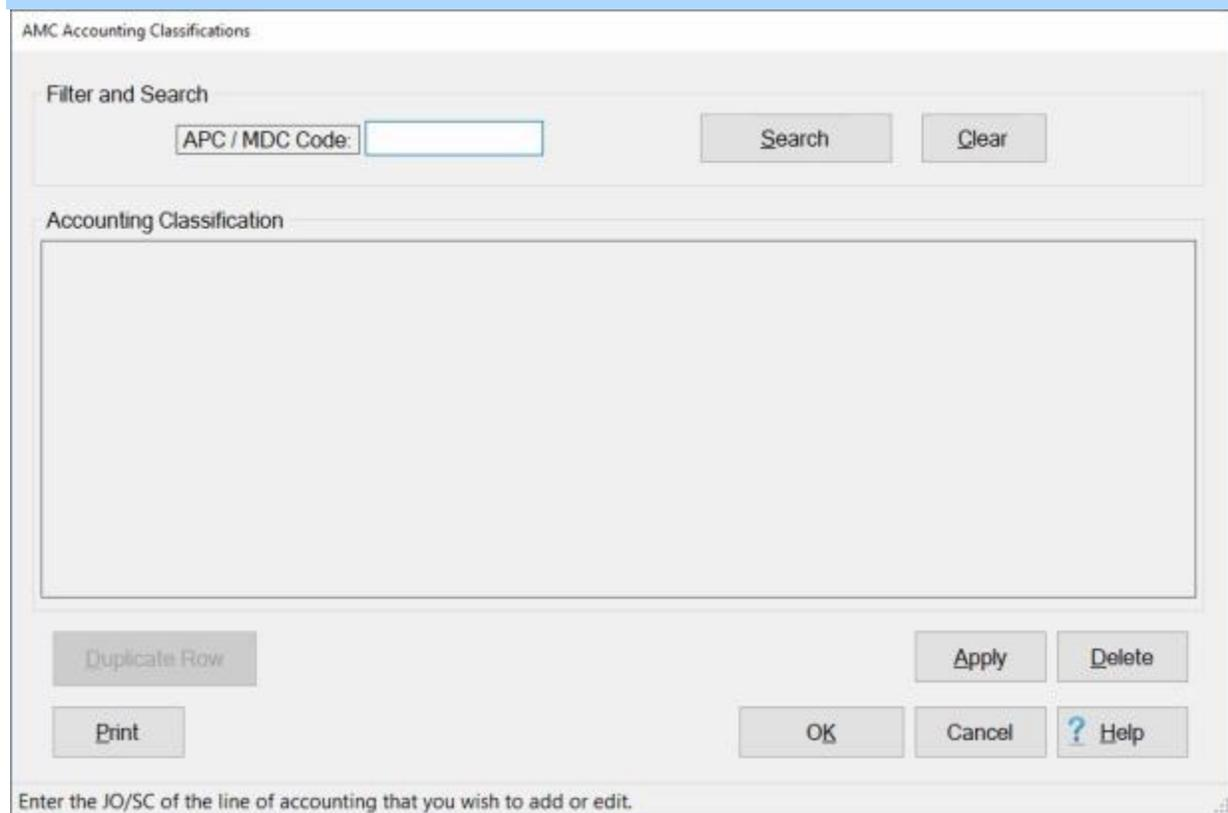 AMC Accounting Classifications
Filter and Search
APC / MDC Code:
Search
Clear
Accounting Classification
Duplicate Row
Apply
Delete
Print
OK
Cancel
? Help
Enter the JO/SC of the line of accounting that you wish to add or edit.